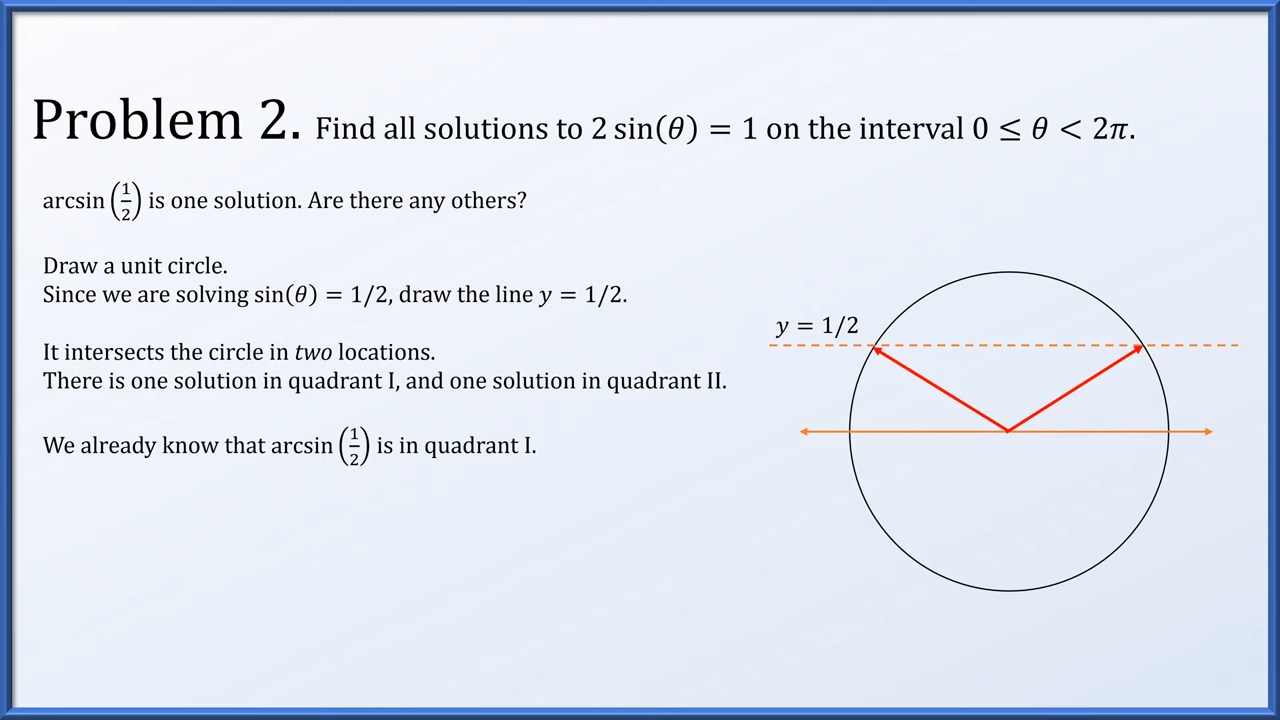 Problem 2. Find all solutions to 2 sin(θ) = 1 on the interval 0 ≤ θ < 2π.
arcsin (1/2) is one solution. Are there any others?
Draw a unit circle.
Since we are solving sin(θ) = 1/2, draw the line y = 1/2.
It intersects the circle in two locations.
There is one solution in quadrant I, and one solution in quadrant II.
We already know that arcsin (1/2) is in quadrant I.
y = 1/2